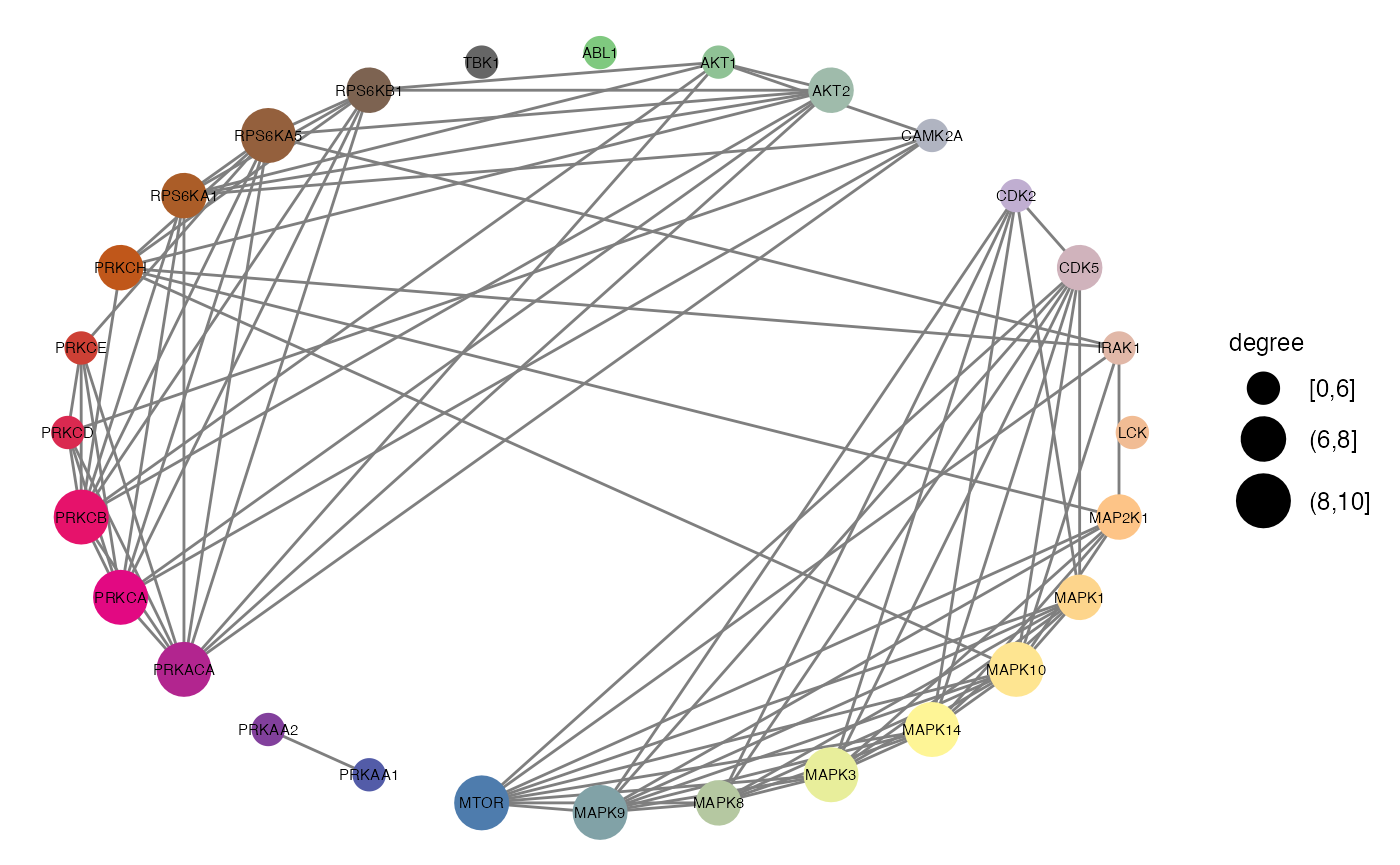 ABL1
TBK1
AKT1
RPS6KB1
AKT2
RPS6KA5
CAMK2A
RPS6KA1
CDK2
PRKCH
CDK5
PRKCE
IRAK1
degree
[0,6]
PRKCD
LCK
(6,8]
(8,10]
PRKCB
MAP2K1
PRKCA
MAPK1
PRKACA
MAPK10
PRKAA2
MAPK14
PRKAA1
MAPK3
MTOR
MAPK8
MAPK9